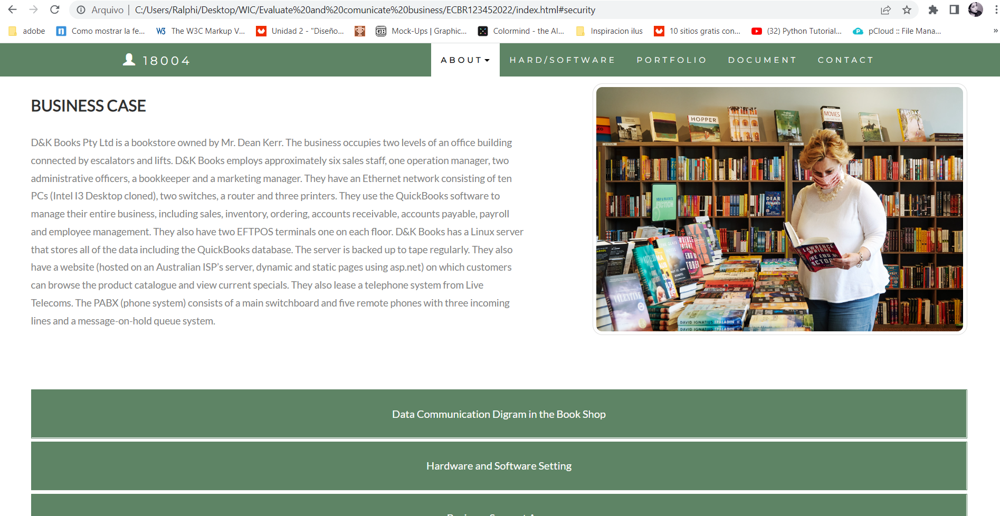 Arquivo | C:/Users/Ralphi/Desktop/WIC/Evaluate%20and%20comunicate%20business/ECBR123452022/index.html#security
adobe Como mostrar la fe... The W3C Markup V... Unidad 2 - "Diseño... Mock-Ups | Graphic... Colormind - the AI... Inspiracion ilus 10 sitios gratis con... (32) Python Tutorial... pCloud :: File Mana... »
18004 ABOUT HARD/SOFTWARE PORTFOLIO DOCUMENT CONTACT
BUSINESS CASE
D&K Books Pty Ltd is a bookstore owned by Mr. Dean Kerr. The business occupies two levels of an office building
connected by escalators and lifts. D&K Books employs approximately six sales staff, one operation manager, two
administrative officers, a bookkeeper and a marketing manager. They have an Ethernet network consisting of ten
PCs (Intel I3 Desktop cloned), two switches, a router and three printers. They use the QuickBooks software to
manage their entire business, including sales, inventory, ordering, accounts receivable, accounts payable, payroll
and employee management. They also have two EFTPOS terminals one on each floor. D&K Books has a Linux server
that stores all of the data including the QuickBooks database. The server is backed up to tape regularly. They also
have a website (hosted on an Australian ISP’s server, dynamic and static pages using asp.net) on which customers
can browse the product catalogue and view current specials. They also lease a telephone system from Live
Telecoms. The PABX (phone system) consists of a main switchboard and five remote phones with three incoming
lines and a message-on-hold queue system.
HOPPER
MOVIES
HOLIDAY
FICTION
FICTION
DEAR
EDWARD
LAWRENCE
WRIGHT
THE END OF
OCTOBER
VALENTINE
DAVID IGNATIUS PALADIN
DAVID IGNATIUS PALADIN
Data Communication Digram in the Book Shop
Hardware and Software Setting